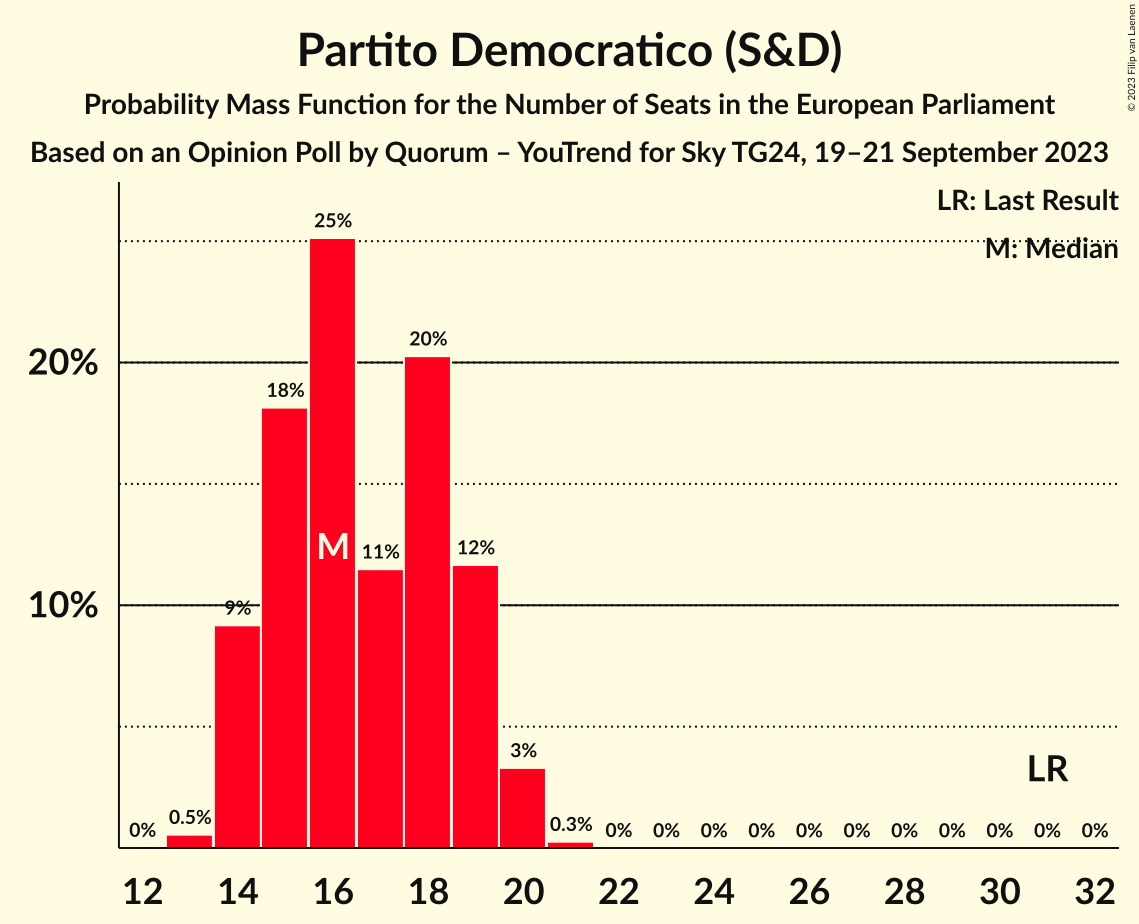 Partito Democratico (S&D)
Probability Mass Function for the Number of Seats in the European Parliament
Based on an Opinion Poll by Quorum – YouTrend for Sky TG24, 19–21 September 2023
© 2023 Filip van Laenen
LR: Last Result
M: Median
20%
10%
0% 0.5% 9% 18% 25% 11% 20% 12% 3% 0.3% 0% 0% 0% 0% 0% 0% 0% 0% 0% 0% 0%
M
LR
12 14 16 18 20 22 24 26 28 30 32